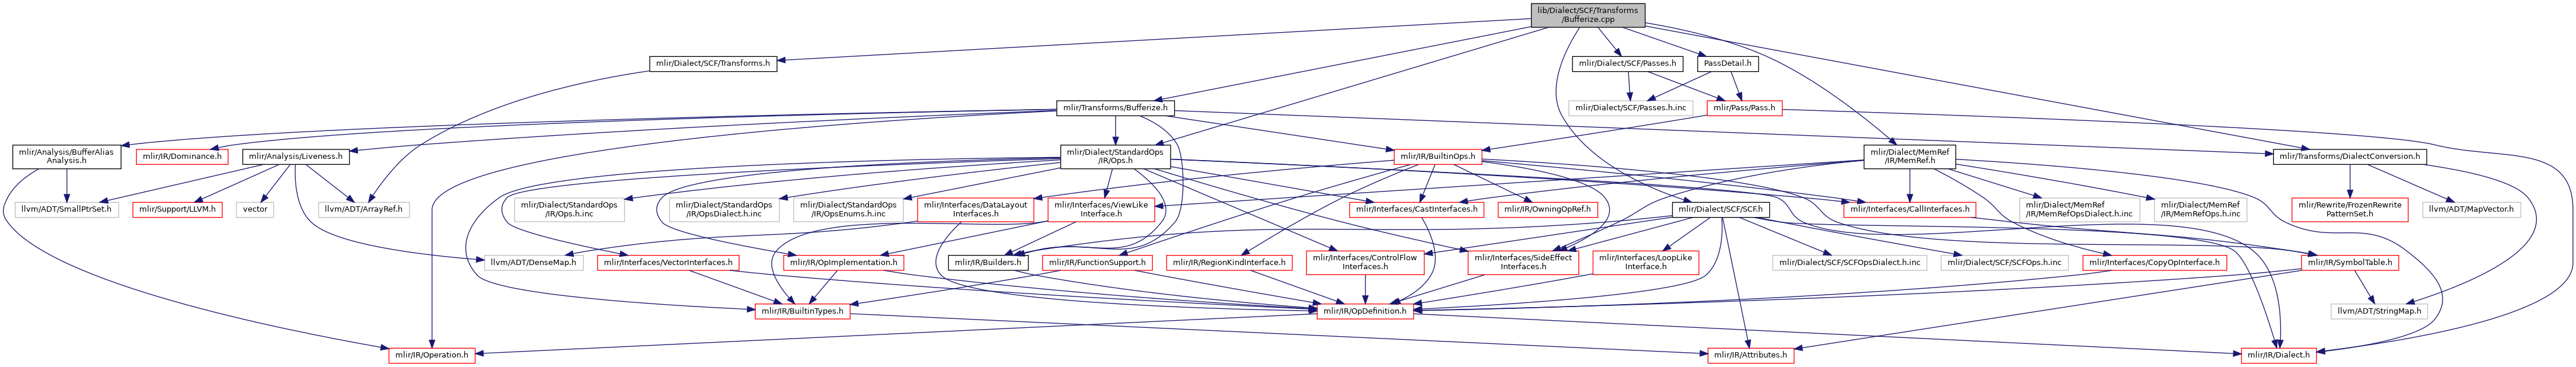 lib/Dialect/SCF/Transforms
/Bufferize.cpp
mlir/Dialect/SCF/Transforms.h
mlir/Dialect/SCF/Passes.h
PassDetail.h
mlir/Transforms/Bufferize.h
mlir/Dialect/SCF/Passes.h.inc
mlir/Pass/Pass.h
mlir/Analysis/BufferAlias
Analysis.h
mlir/IR/Dominance.h
mlir/Analysis/Liveness.h
mlir/Dialect/StandardOps
/IR/Ops.h
mlir/IR/BuiltinOps.h
mlir/Dialect/MemRef
/IR/MemRef.h
mlir/Transforms/DialectConversion.h
llvm/ADT/SmallPtrSet.h
mlir/Support/LLVM.h
vector
llvm/ADT/ArrayRef.h
mlir/Dialect/StandardOps
/IR/Ops.h.inc
mlir/Dialect/StandardOps
/IR/OpsDialect.h.inc
mlir/Dialect/StandardOps
/IR/OpsEnums.h.inc
mlir/Interfaces/DataLayout
Interfaces.h
mlir/Interfaces/ViewLike
Interface.h
mlir/Interfaces/CastInterfaces.h
mlir/IR/OwningOpRef.h
mlir/Dialect/SCF/SCF.h
mlir/Interfaces/CallInterfaces.h
mlir/Dialect/MemRef
/IR/MemRefOpsDialect.h.inc
mlir/Dialect/MemRef
/IR/MemRefOps.h.inc
mlir/Rewrite/FrozenRewrite
PatternSet.h
llvm/ADT/MapVector.h
llvm/ADT/DenseMap.h
mlir/Interfaces/VectorInterfaces.h
mlir/IR/OpImplementation.h
mlir/IR/Builders.h
mlir/IR/FunctionSupport.h
mlir/IR/RegionKindInterface.h
mlir/Interfaces/ControlFlow
Interfaces.h
mlir/Interfaces/SideEffect
Interfaces.h
mlir/Interfaces/LoopLike
Interface.h
mlir/Dialect/SCF/SCFOpsDialect.h.inc
mlir/Dialect/SCF/SCFOps.h.inc
mlir/Interfaces/CopyOpInterface.h
mlir/IR/SymbolTable.h
mlir/IR/BuiltinTypes.h
mlir/IR/OpDefinition.h
llvm/ADT/StringMap.h
mlir/IR/Operation.h
mlir/IR/Attributes.h
mlir/IR/Dialect.h